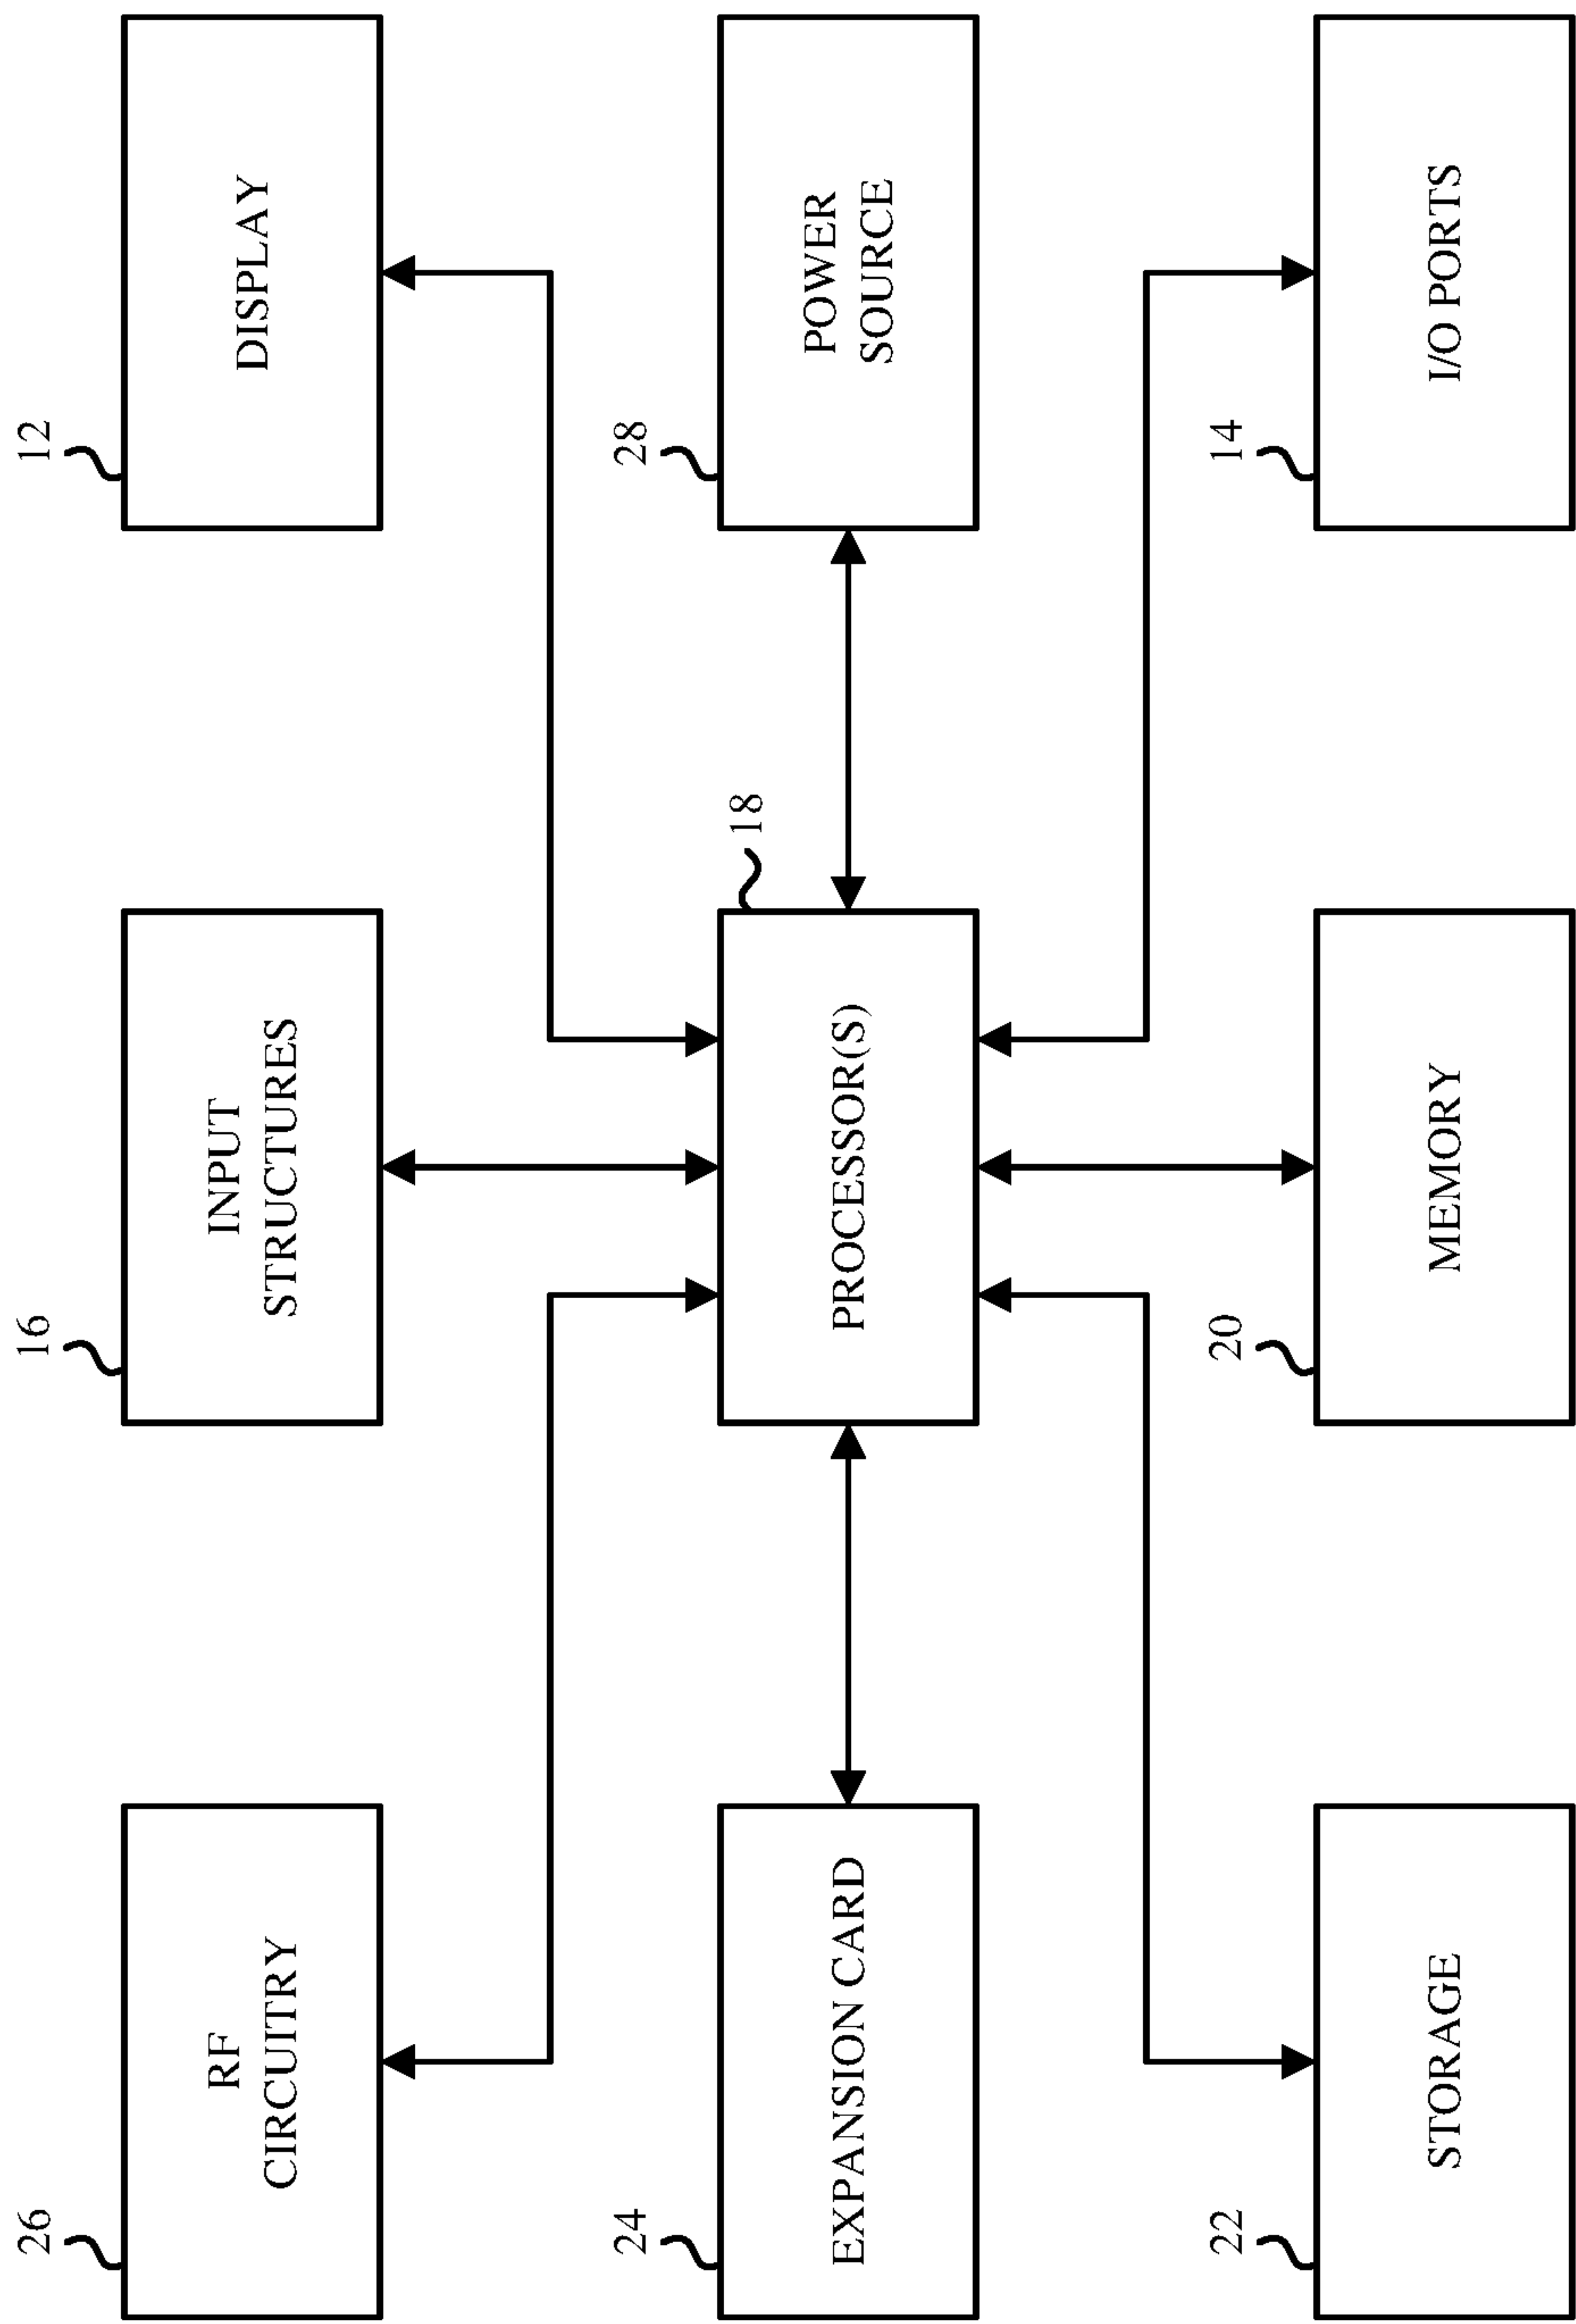 26
RF
CIRCUITRY
16
INPUT
STRUCTURES
12
DISPLAY
24
EXPANSION CARD
18
PROCESSOR(S)
28
POWER
SOURCE
22
STORAGE
20
MEMORY
14
I/O PORTS